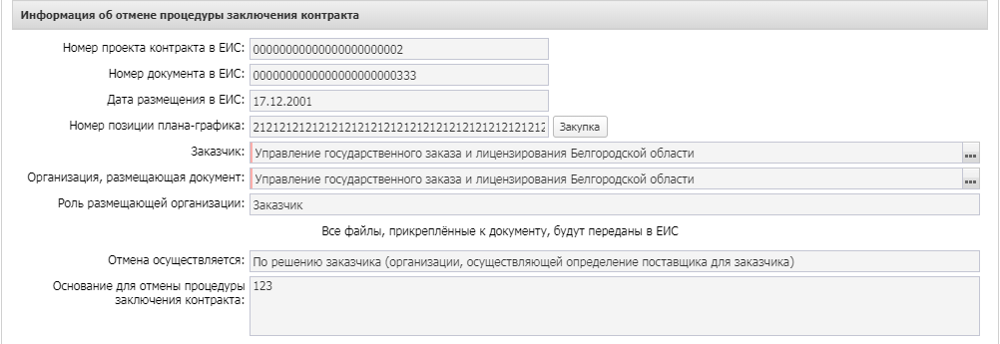 Информация об отмене процедуры заключения контракта
Номер проекта контракта в ЕИС: 00000000000000000000002
Номер документа в ЕИС: 0000000000000000000000333
Дата размещения в ЕИС: 17.12.2001
Номер позиции плана-графика: 2121212121212121212121212121212121212121212121212 Закупка
Заказчик: Управление государственного заказа и лицензирования Белгородской области ...
Организация, размещающая документ: Управление государственного заказа и лицензирования Белгородской области ...
Роль размещающей организации: Заказчик
Все файлы, прикреплённые к документу, будут переданы в ЕИС
Отмена осуществляется: По решению заказчика (организации, осуществляющей определение поставщика для заказчика)
Основание для отмены процедуры 123
заключения контракта: